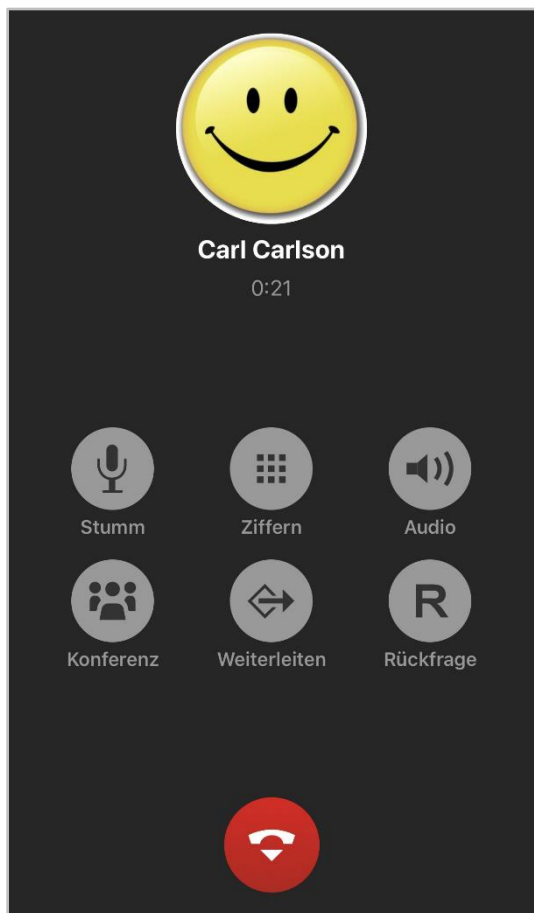 Carl Carlson
0:21
Stumm Ziffern Audio
R
Konferenz Weiterleiten Rückfrage